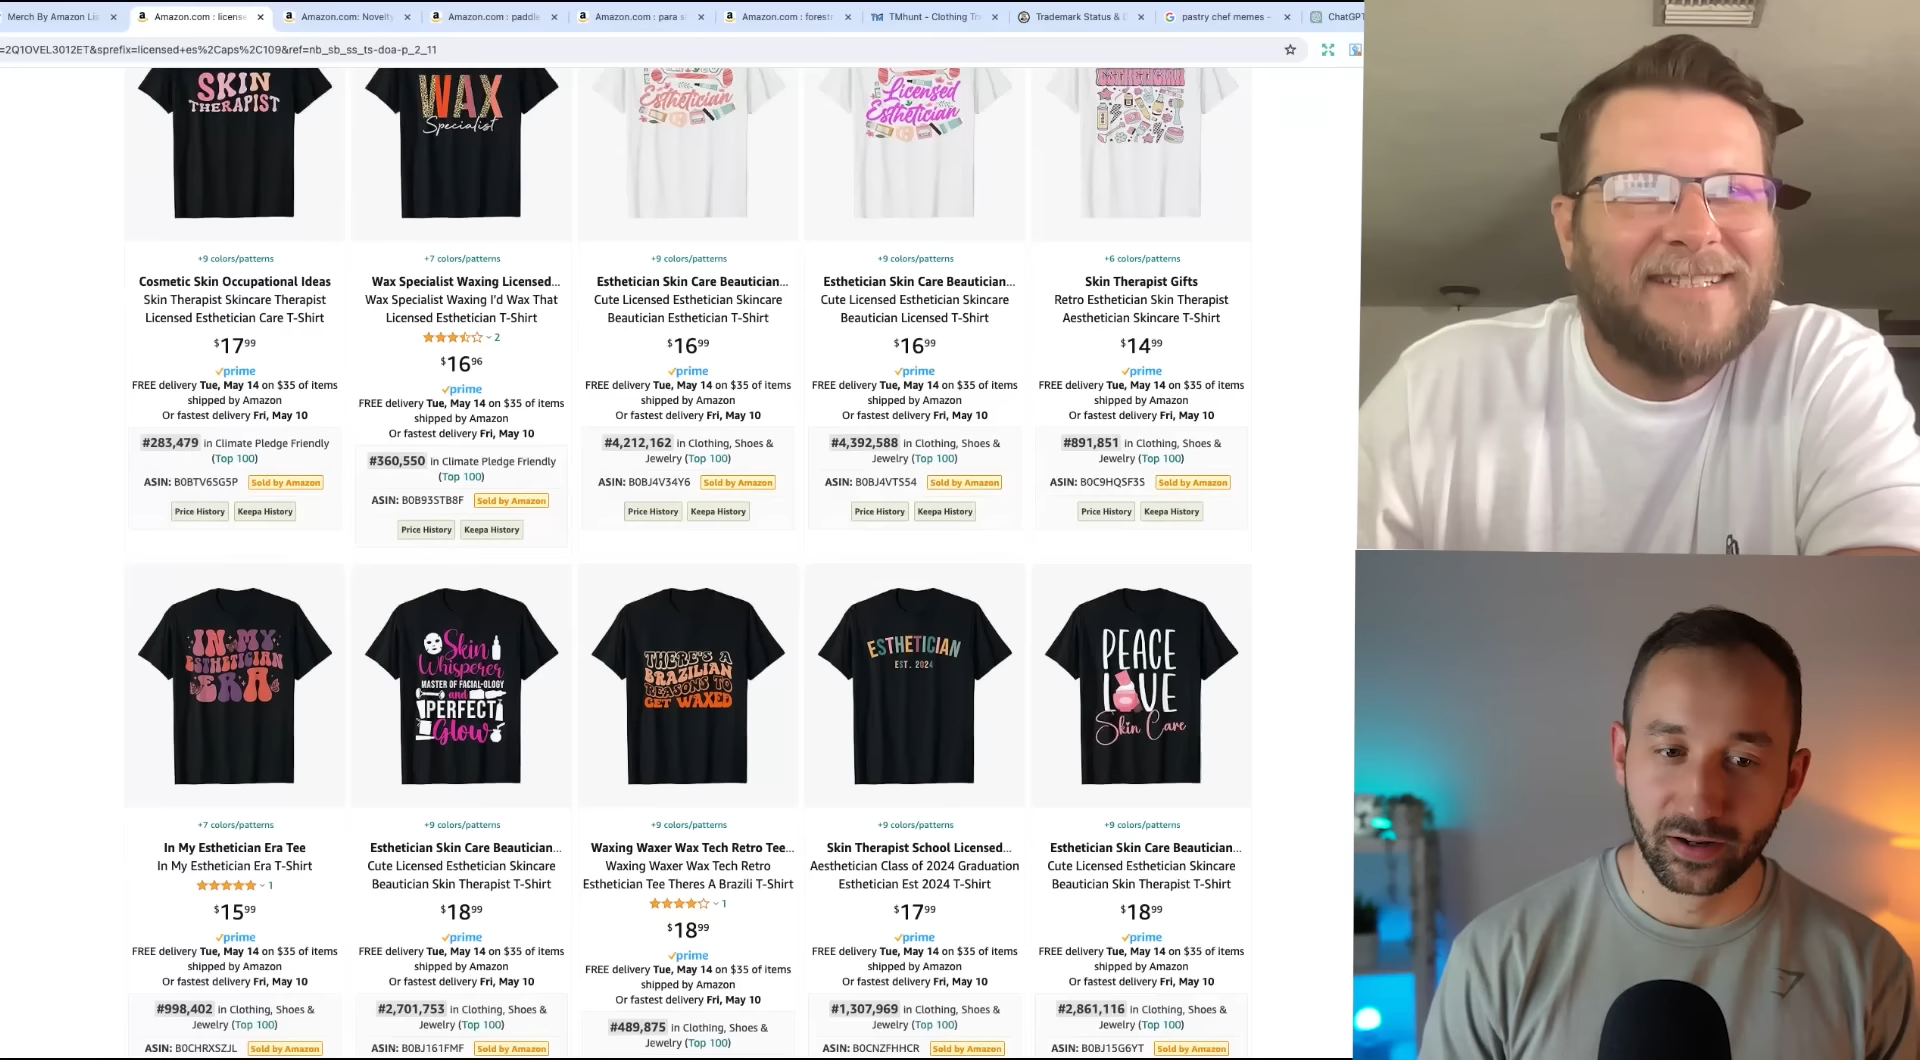 Merch By Amazon Lis
Amazon.com : license
Amazon.com: Novelty
Amazon.com : paddle
Amazon.com : para s
Amazon.com : forestr
TMhunt - Clothing Tr
Trademark Status & D
pastry chef memes -
ChatGPT
=2Q1OVEL3012ET&sprefix=licensed+es%2Caps%2C109&ref=nb_sb_ss_ts-doa-p_2_11
SKIN
THERAPIST
WAX
Specialist
Esthetician
Licensed
Esthetician
ESTHETICIAN
+9 colors/patterns
Cosmetic Skin Occupational Ideas
Skin Therapist Skincare Therapist
Licensed Esthetician Care T-Shirt
$17.99
prime
FREE delivery Tue, May 14 on $35 of items
shipped by Amazon
Or fastest delivery Fri, May 10
#283,479 in Climate Pledge Friendly
(Top 100)
ASIN: B0BTV65G5P Sold by Amazon
Price History Keepa History
+7 colors/patterns
Wax Specialist Waxing Licensed...
Wax Specialist Waxing I'd Wax That
Licensed Esthetician T-Shirt
2
$16.96
prime
FREE delivery Tue, May 14 on $35 of items
shipped by Amazon
Or fastest delivery Fri, May 10
#360,550 in Climate Pledge Friendly
(Top 100)
ASIN: B0B93STB8F Sold by Amazon
Price History Keepa History
+9 colors/patterns
Esthetician Skin Care Beautician...
Cute Licensed Esthetician Skincare
Beautician Esthetician T-Shirt
$16.99
prime
FREE delivery Tue, May 14 on $35 of items
shipped by Amazon
Or fastest delivery Fri, May 10
#4,212,162 in Clothing, Shoes &
Jewelry (Top 100)
ASIN: B0BJ4V34Y6 Sold by Amazon
Price History Keepa History
+9 colors/patterns
Esthetician Skin Care Beautician...
Cute Licensed Esthetician Skincare
Beautician Licensed T-Shirt
$16.99
prime
FREE delivery Tue, May 14 on $35 of items
shipped by Amazon
Or fastest delivery Fri, May 10
#4,392,588 in Clothing, Shoes &
Jewelry (Top 100)
ASIN: B0BJ4VTS54 Sold by Amazon
Price History Keepa History
+6 colors/patterns
Skin Therapist Gifts
Retro Esthetician Skin Therapist
Aesthetician Skincare T-Shirt
$14.99
prime
FREE delivery Tue, May 14 on $35 of items
shipped by Amazon
Or fastest delivery Fri, May 10
#891,851 in Clothing, Shoes &
Jewelry (Top 100)
ASIN: B0C9HQSF3S Sold by Amazon
Price History Keepa History
IN MY
ESTHETICIAN
ERA
Skin
Whisperer
MASTER OF FACIAL-OLOGY
and
PERFECT
Glow
THERE'S A
BRAZILIAN
REASONS TO
GET WAXED
ESTHETICIAN
EST. 2024
PEACE
LOVE
Skin Care
+7 colors/patterns
In My Esthetician Era Tee
In My Esthetician Era T-Shirt
1
$15.99
prime
FREE delivery Tue, May 14 on $35 of items
shipped by Amazon
Or fastest delivery Fri, May 10
#998,402 in Clothing, Shoes &
Jewelry (Top 100)
ASIN: B0CHRXSZJL Sold by Amazon
+9 colors/patterns
Esthetician Skin Care Beautician...
Cute Licensed Esthetician Skincare
Beautician Skin Therapist T-Shirt
$18.99
prime
FREE delivery Tue, May 14 on $35 of items
shipped by Amazon
Or fastest delivery Fri, May 10
#2,701,753 in Clothing, Shoes &
Jewelry (Top 100)
ASIN: B0BJ161FMF Sold by Amazon
+9 colors/patterns
Waxing Waxer Wax Tech Retro Tee...
Waxing Waxer Wax Tech Retro
Esthetician Tee Theres A Brazili T-Shirt
1
$18.99
prime
FREE delivery Tue, May 14 on $35 of items
shipped by Amazon
Or fastest delivery Fri, May 10
#489,875 in Clothing, Shoes &
Jewelry (Top 100)
+9 colors/patterns
Skin Therapist School Licensed...
Aesthetician Class of 2024 Graduation
Esthetician Est 2024 T-Shirt
$17.99
prime
FREE delivery Tue, May 14 on $35 of items
shipped by Amazon
Or fastest delivery Fri, May 10
#1,307,969 in Clothing, Shoes &
Jewelry (Top 100)
ASIN: B0CNZFHHCR Sold by Amazon
+9 colors/patterns
Esthetician Skin Care Beautician...
Cute Licensed Esthetician Skincare
Beautician Skin Therapist T-Shirt
$18.99
prime
FREE delivery Tue, May 14 on $35 of items
shipped by Amazon
Or fastest delivery Fri, May 10
#2,861,116 in Clothing, Shoes &
Jewelry (Top 100)
ASIN: B0BJ15G6YT Sold by Amazon